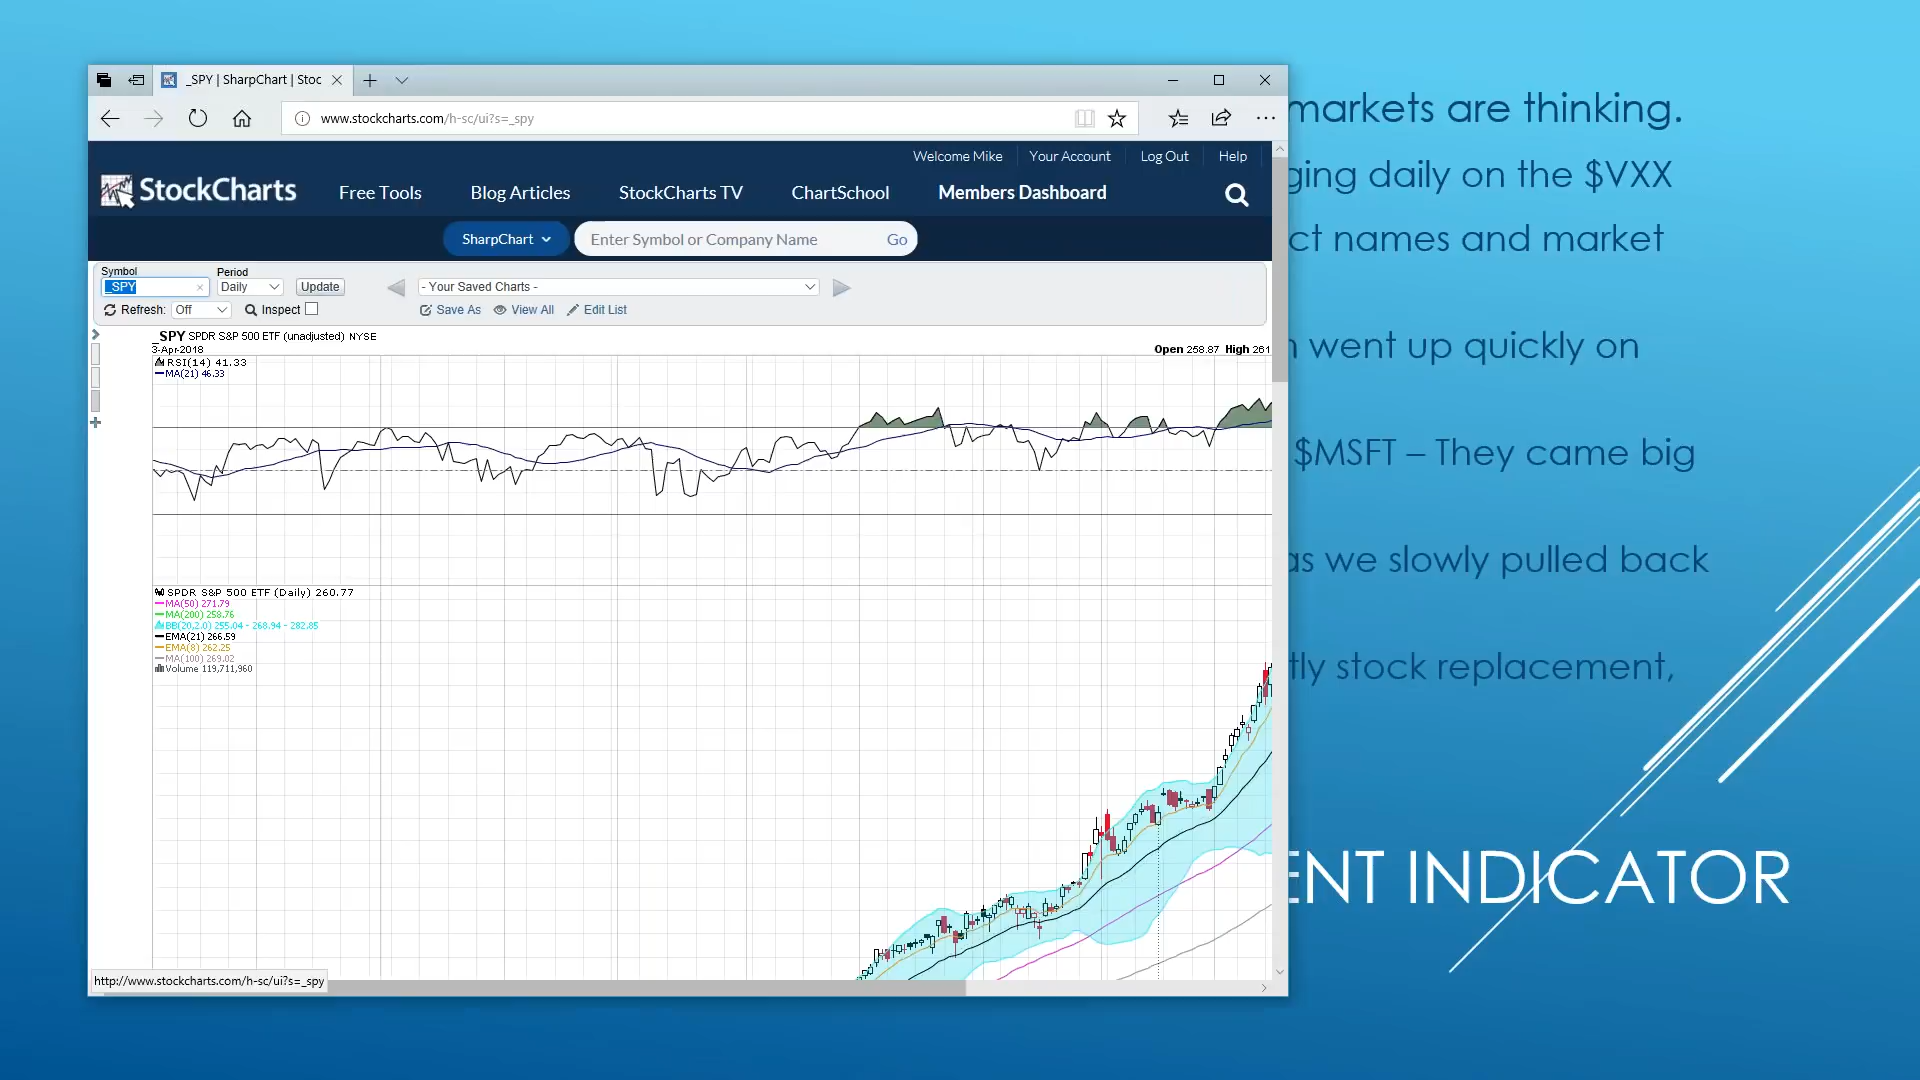 _SPY | SharpChart | Stoc
www.stockcharts.com/h-sc/ui?s=_spy
markets are thinking.
Welcome Mike Your Account Log Out Help
StockCharts Free Tools Blog Articles StockCharts TV ChartSchool Members Dashboard
ging daily on the $VXX
SharpChart Enter Symbol or Company Name Go
ct names and market
Symbol Period
_SPY Daily Update - Your Saved Charts -
Refresh: Off Inspect Save As View All Edit List
_SPY SPDR S&P 500 ETF (unadjusted) NYSE
3-Apr-2018 Open 258.87 High 261
RSI(14) 41.33
MA(21) 46.33
went up quickly on
$MSFT – They came big
as we slowly pulled back
SPDR S&P 500 ETF (Daily) 260.77
MA(50) 271.79
MA(200) 258.76
BB(20,2.0) 255.04 - 268.94 - 282.85
EMA(21) 266.59
EMA(8) 262.25
MA(100) 269.02
Volume 119,711,960
tly stock replacement,
ENT INDICATOR
http://www.stockcharts.com/h-sc/ui?s=_spy